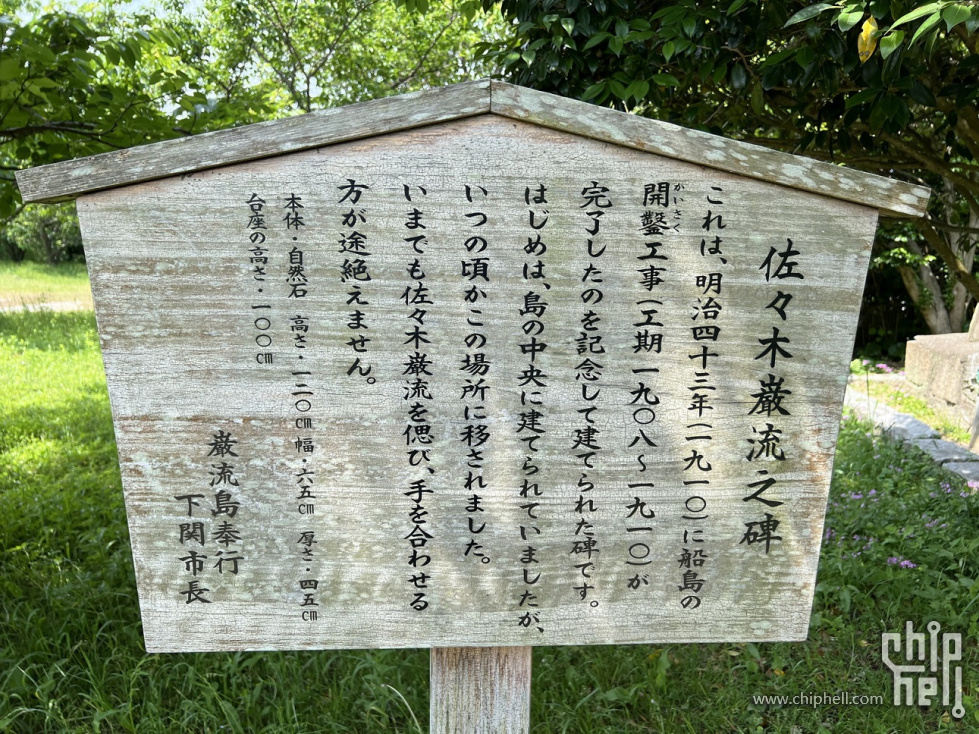 佐々木巌流之碑
これは、明治四十三年(一九一〇)に船島の
開鑿工事(工期 一九〇八～一九一〇)が
かいさく
完了したのを記念して建てられた碑です。
はじめは、島の中央に建てられていましたが、
いつの頃かこの場所に移されました。
いまでも佐々木巌流を偲び、手を合わせる
方が途絶えません。
本体・自然石 高さ・一二〇㎝ 幅・六五㎝ 厚さ・四五㎝
台座の高さ・一〇〇㎝
巌流島奉行
下関市長
www.chiphell.com
chip
hell